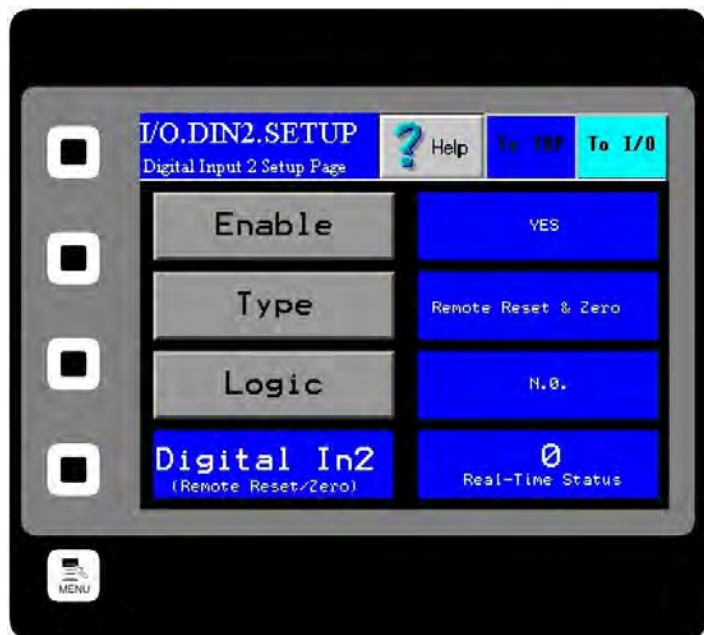 I/O.DIN2.SETUP
Digital Input 2 Setup Page
? Help
To TOP
To I/O
Enable
YES
Type
Remote Reset & Zero
Logic
N.O.
Digital In2
(Remote Reset/Zero)
0
Real-Time Status
MENU